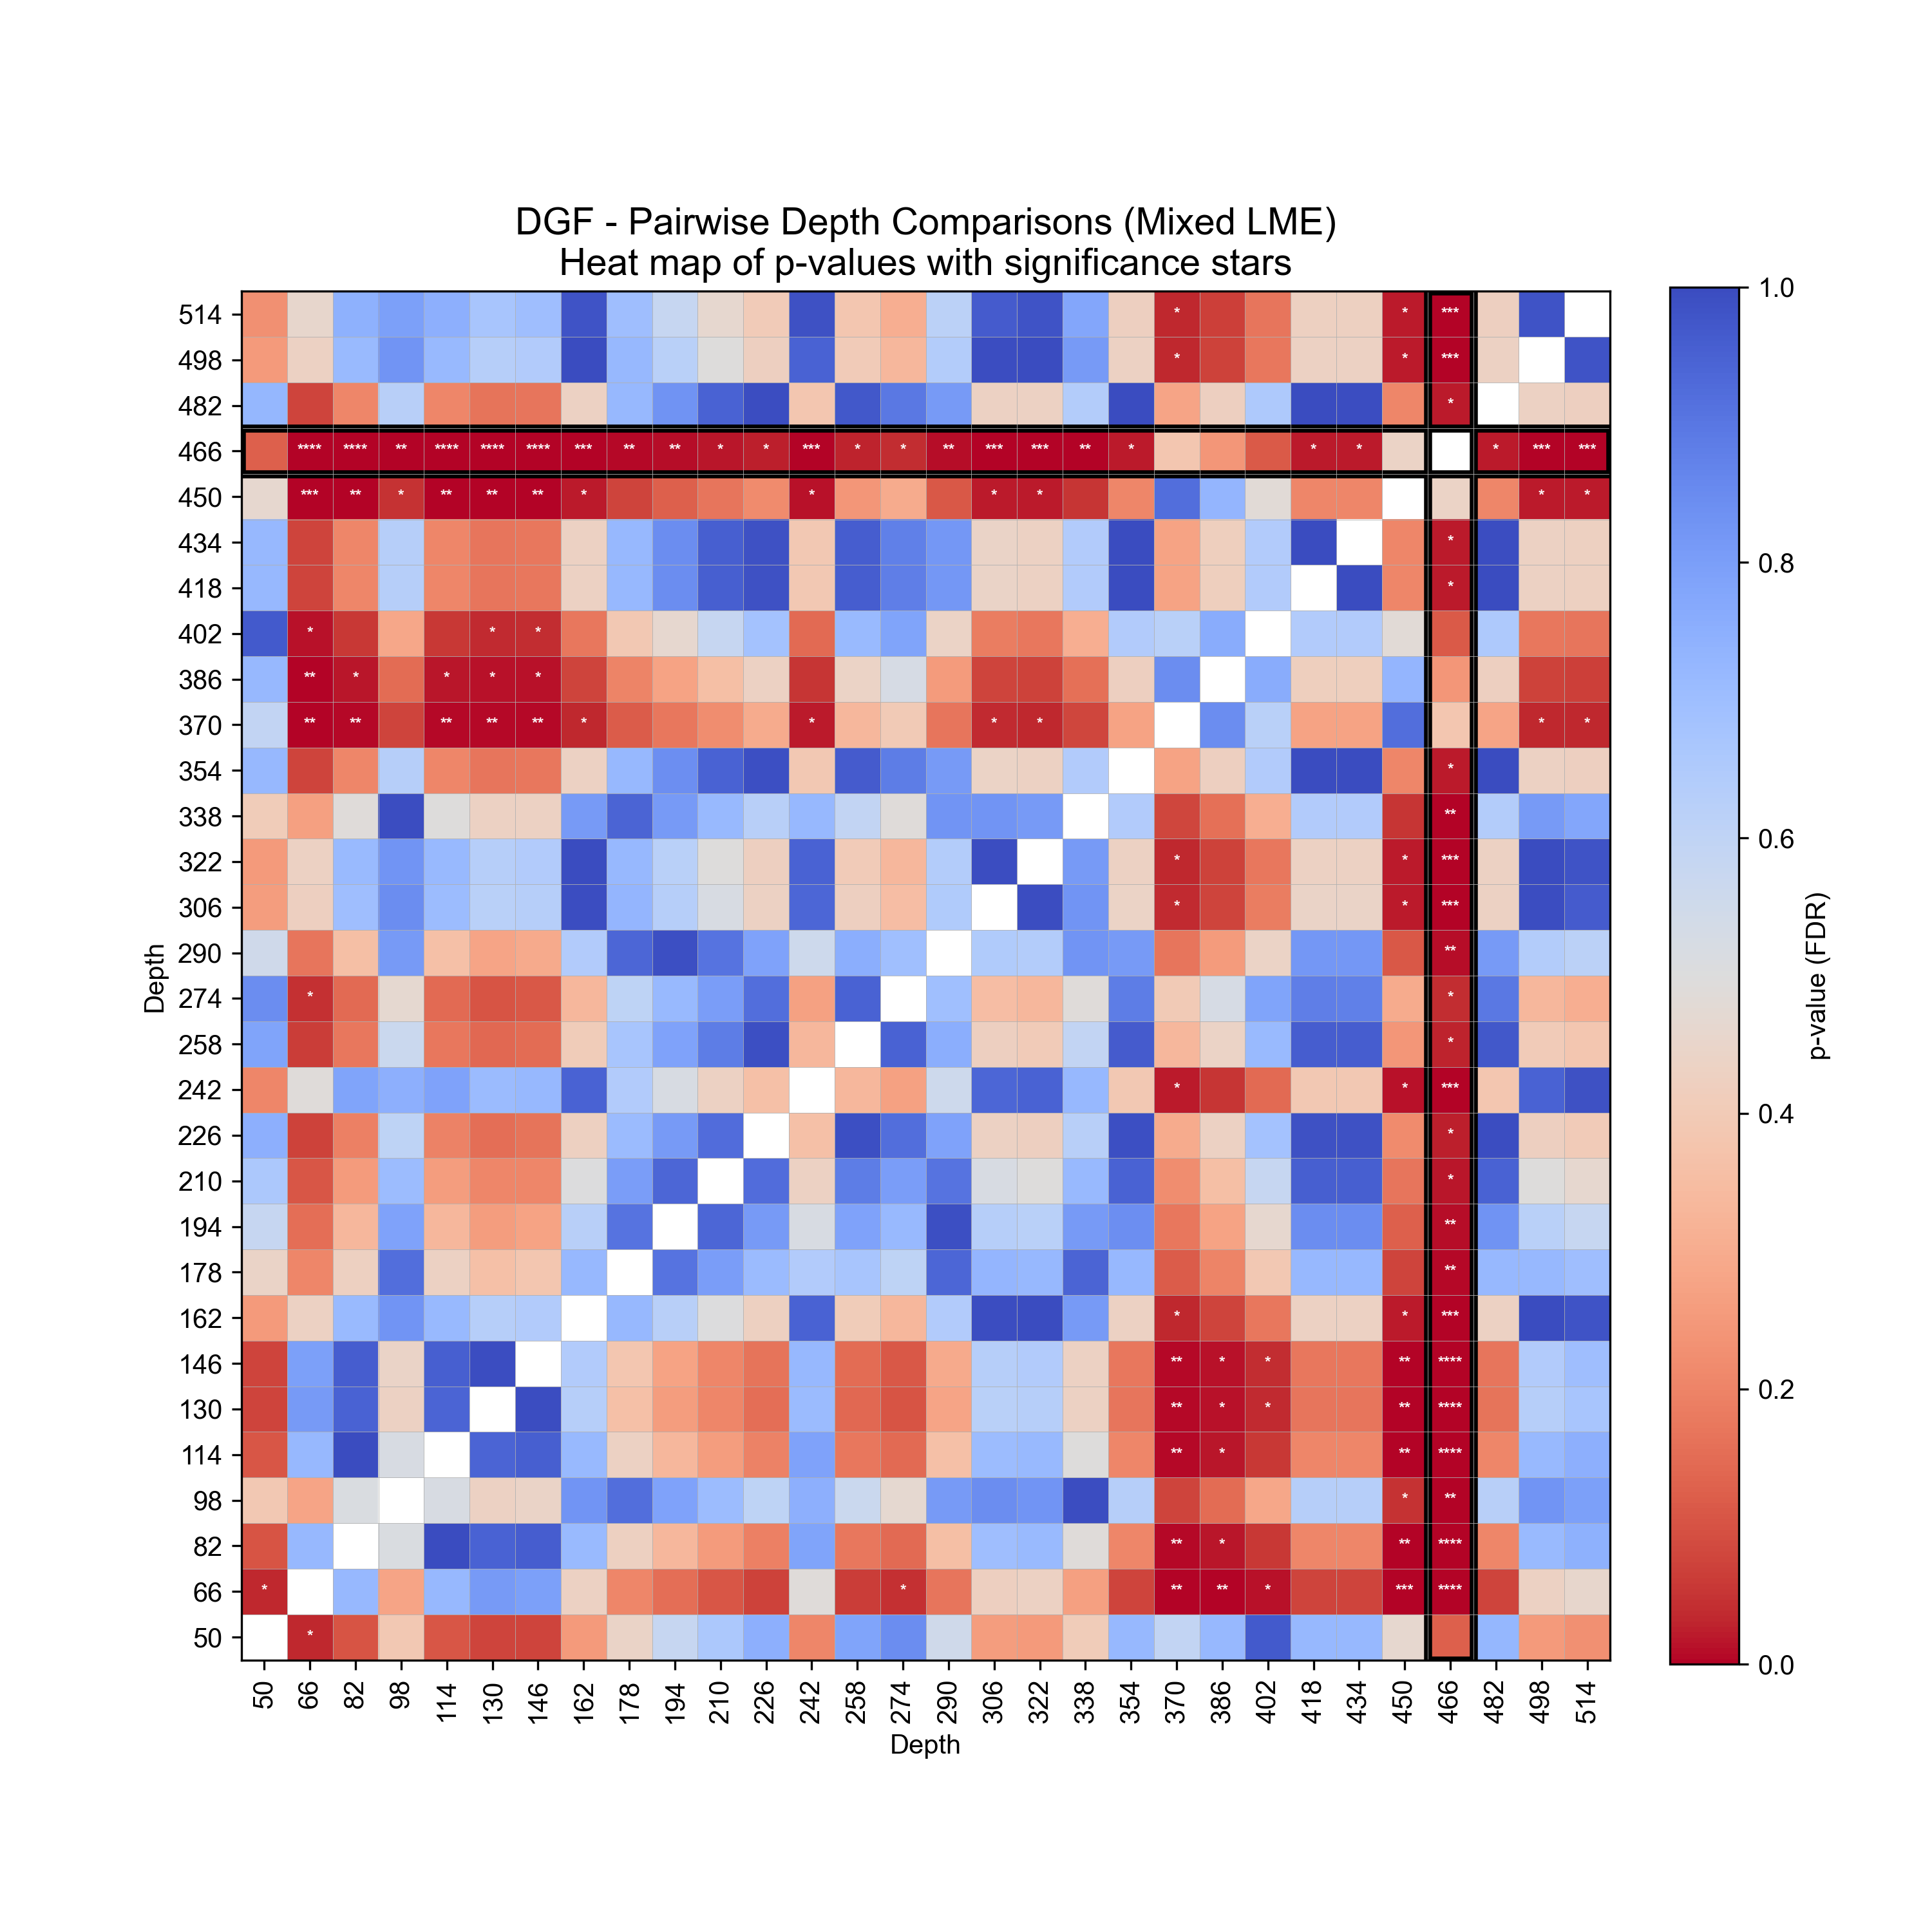 DGF - Pairwise Depth Comparisons (Mixed LME)
Heat map of p-values with significance stars
514 * * ***
498 * * ***
482 *
466 **** **** ** **** **** **** *** ** ** * * *** * * ** *** *** ** * * * * *** ***
450 *** ** * ** ** ** * * * * * *
434 *
418 *
402 * * *
386 ** * * * *
370 ** ** ** ** ** * * * * * *
354 *
338 **
322 * * ***
306 * * ***
290 **
274 * *
258 *
242 * * ***
226 *
210 *
194 **
178 **
162 * * ***
146 ** * * ** ****
130 ** * * ** ****
114 ** * ** ****
98 * **
82 ** * ** ****
66 * * ** ** * *** ****
50 *
50 66 82 98 114 130 146 162 178 194 210 226 242 258 274 290 306 322 338 354 370 386 402 418 434 450 466 482 498 514
Depth
Depth
1.0
0.8
0.6
0.4
0.2
0.0
p-value (FDR)